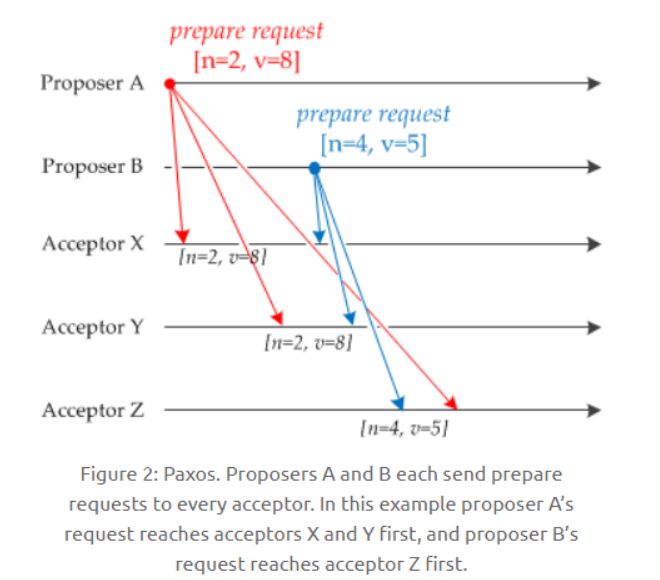 prepare request
[n=2, v=8]
Proposer A
prepare request
[n=4, v=5]
Proposer B
Acceptor X
[n=2, v=8]
Acceptor Y
[n=2, v=8]
Acceptor Z
[n=4, v=5]
Figure 2: Paxos. Proposers A and B each send prepare
requests to every acceptor. In this example proposer A’s
request reaches acceptors X and Y first, and proposer B’s
request reaches acceptor Z first.